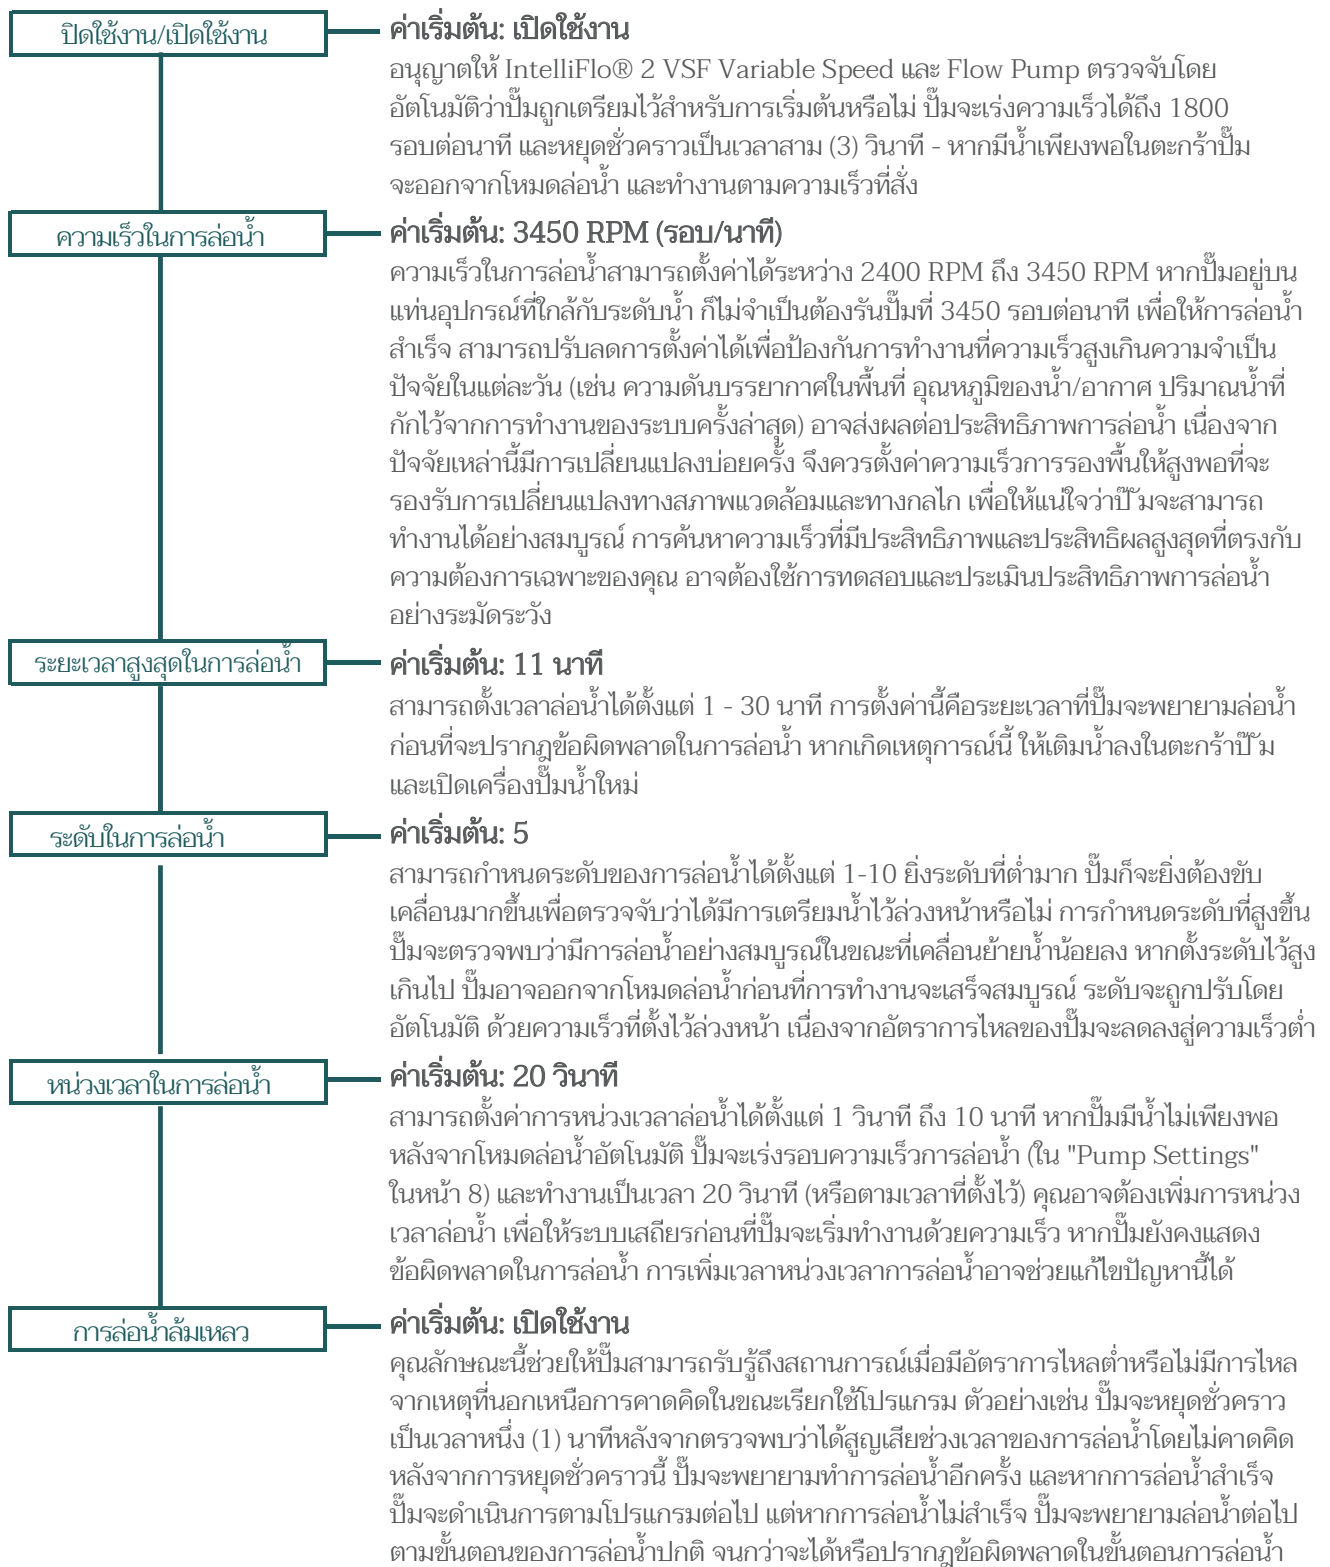 ปิดใช้งาน/เปิดใช้งาน
ค่าเริ่มต้น: เปิดใช้งาน
อนุญาตให้ IntelliFlo® 2 VSF Variable Speed และ Flow Pump ตรวจจับโดย
อัตโนมัติว่าปั๊มถูกเตรียมไว้สำหรับการเริ่มต้นหรือไม่ ปั๊มจะเร่งความเร็วได้ถึง 1800
รอบต่อนาที และหยุดชั่วคราวเป็นเวลาสาม (3) วินาที - หากมีน้ำเพียงพอในตะกร้าปั๊ม
จะออกจากโหมดล่อน้ำ และทำงานตามความเร็วที่สั่ง
ความเร็วในการล่อน้ำ
ค่าเริ่มต้น: 3450 RPM (รอบ/นาที)
ความเร็วในการล่อน้ำสามารถตั้งค่าได้ระหว่าง 2400 RPM ถึง 3450 RPM หากปั๊มอยู่บน
แท่นอุปกรณ์ที่ใกล้กับระดับน้ำ ก็ไม่จำเป็นต้องรันปั๊มที่ 3450 รอบต่อนาที เพื่อให้การล่อน้ำ
สำเร็จ สามารถปรับลดการตั้งค่าได้เพื่อป้องกันการทำงานที่ความเร็วสูงเกินความจำเป็น
ปัจจัยในแต่ละวัน (เช่น ความดันบรรยากาศในพื้นที่ อุณหภูมิของน้ำ/อากาศ ปริมาณน้ำที่
กักไว้จากการทำงานของระบบครั้งล่าสุด) อาจส่งผลต่อประสิทธิภาพการล่อน้ำ เนื่องจาก
ปัจจัยเหล่านี้มีการเปลี่ยนแปลงบ่อยครั้ง จึงควรตั้งค่าความเร็วการรองพื้นให้สูงพอที่จะ
รองรับการเปลี่ยนแปลงทางสภาพแวดล้อมและทางกลไก เพื่อให้แน่ใจว่าปั๊มจะสามารถ
ทำงานได้อย่างสมบูรณ์ การค้นหาความเร็วที่มีประสิทธิภาพและประสิทธิผลสูงสุดที่ตรงกับ
ความต้องการเฉพาะของคุณ อาจต้องใช้การทดสอบและประเมินประสิทธิภาพการล่อน้ำ
อย่างระมัดระวัง
ระยะเวลาสูงสุดในการล่อน้ำ
ค่าเริ่มต้น: 11 นาที
สามารถตั้งเวลาล่อน้ำได้ตั้งแต่ 1 - 30 นาที การตั้งค่านี้คือระยะเวลาที่ปั๊มจะพยายามล่อน้ำ
ก่อนที่จะปรากฎข้อผิดพลาดในการล่อน้ำ หากเกิดเหตุการณ์นี้ ให้เติมน้ำลงในตะกร้าปั๊ม
และเปิดเครื่องปั๊มน้ำใหม่
ระดับในการล่อน้ำ
ค่าเริ่มต้น: 5
สามารถกำหนดระดับของการล่อน้ำได้ตั้งแต่ 1-10 ยิ่งระดับที่ต่ำมาก ปั๊มก็จะยิ่งต้องขับ
เคลื่อนมากขึ้นเพื่อตรวจจับว่าได้มีการเตรียมน้ำไว้ล่วงหน้าหรือไม่ การกำหนดระดับที่สูงขึ้น
ปั๊มจะตรวจพบว่ามีการล่อน้ำอย่างสมบูรณ์ในขณะที่เคลื่อนย้ายน้ำน้อยลง หากตั้งระดับไว้สูง
เกินไป ปั๊มอาจออกจากโหมดล่อน้ำก่อนที่การทำงานจะเสร็จสมบูรณ์ ระดับจะถูกปรับโดย
อัตโนมัติ ด้วยความเร็วที่ตั้งไว้ล่วงหน้า เนื่องจากอัตราการไหลของปั๊มจะลดลงสู่ความเร็วต่ำ
หน่วงเวลาในการล่อน้ำ
ค่าเริ่มต้น: 20 วินาที
สามารถตั้งค่าการหน่วงเวลาล่อน้ำได้ตั้งแต่ 1 วินาที ถึง 10 นาที หากปั๊มมีน้ำไม่เพียงพอ
หลังจากโหมดล่อน้ำอัตโนมัติ ปั๊มจะเร่งรอบความเร็วการล่อน้ำ (ใน "Pump Settings"
ในหน้า 8) และทำงานเป็นเวลา 20 วินาที (หรือตามเวลาที่ตั้งไว้) คุณอาจต้องเพิ่มการหน่วง
เวลาล่อน้ำ เพื่อให้ระบบเสถียรก่อนที่ปั๊มจะเริ่มทำงานด้วยความเร็ว หากปั๊มยังคงแสดง
ข้อผิดพลาดในการล่อน้ำ การเพิ่มเวลาหน่วงเวลาการล่อน้ำอาจช่วยแก้ไขปัญหานี้ได้
การล่อน้ำล้มเหลว
ค่าเริ่มต้น: เปิดใช้งาน
คุณลักษณะนี้ช่วยให้ปั๊มสามารถรับรู้ถึงสถานการณ์เมื่อมีอัตราการไหลต่ำหรือไม่มีการไหล
จากเหตุที่นอกเหนือการคาดคิดในขณะเรียกใช้โปรแกรม ตัวอย่างเช่น ปั๊มจะหยุดชั่วคราว
เป็นเวลาหนึ่ง (1) นาทีหลังจากตรวจพบว่าได้สูญเสียช่วงเวลาของการล่อน้ำโดยไม่คาดคิด
หลังจากการหยุดชั่วคราวนี้ ปั๊มจะพยายามทำการล่อน้ำอีกครั้ง และหากการล่อน้ำสำเร็จ
ปั๊มจะดำเนินการตามโปรแกรมต่อไป แต่หากการล่อน้ำไม่สำเร็จ ปั๊มจะพยายามล่อน้ำต่อไป
ตามขั้นตอนของการล่อน้ำปกติ จนกว่าจะได้หรือปรากฎข้อผิดพลาดในขั้นตอนการล่อน้ำ